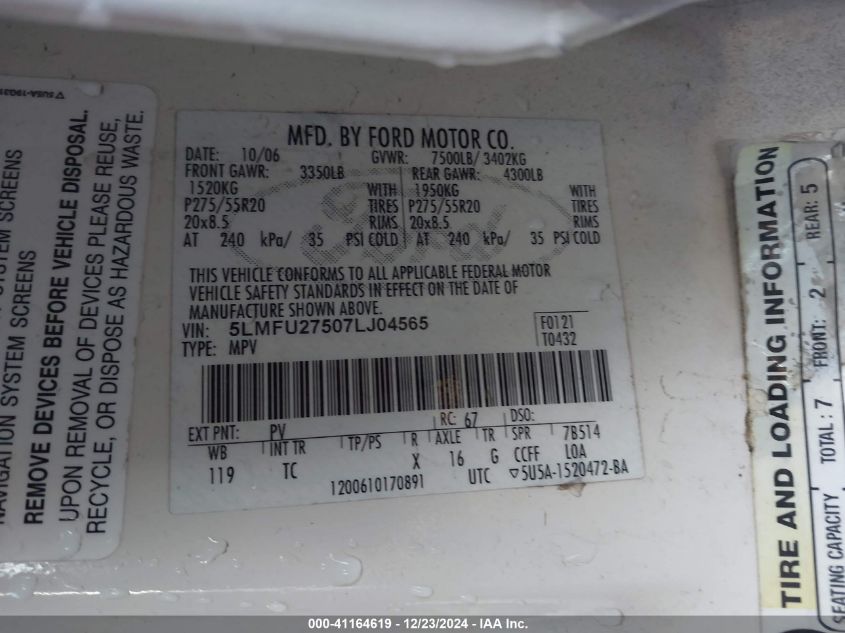 ▽5U5A-19G21
SYSTEM SCREENS
NAVIGATION SYSTEM SCREENS
REMOVE DEVICES BEFORE VEHICLE DISPOSAL.
UPON REMOVAL OF DEVICES PLEASE REUSE,
RECYCLE, OR DISPOSE AS HAZARDOUS WASTE.
MFD. BY FORD MOTOR CO.
DATE: 10/06 GVWR: 7500LB/ 3402KG
FRONT GAWR: 3350LB REAR GAWR: 4300LB
1520KG WITH 1950KG WITH
P275/55R20 TIRES P275/55R20 TIRES
20x8.5 RIMS 20x8.5 RIMS
AT 240 kPa/ 35 PSI COLD AT 240 kPa/ 35 PSI COLD
Ford
THIS VEHICLE CONFORMS TO ALL APPLICABLE FEDERAL MOTOR
VEHICLE SAFETY STANDARDS IN EFFECT ON THE DATE OF
MANUFACTURE SHOWN ABOVE.
VIN: 5LMFU27507LJ04565 F0121
TYPE: MPV T0432
EXT PNT: PV RC: 67 DSO:
WB INT TR TP/PS R AXLE TR SPR 7B514
119 TC X 16 G CCFF LOA
1200610170891 UTC ▽5U5A-1520472-BA
TIRE AND LOADING INFORMATION
SEATING CAPACITY TOTAL: 7 FRONT: 2 REAR: 5
000-41164619 - 12/23/2024 - IAA Inc.